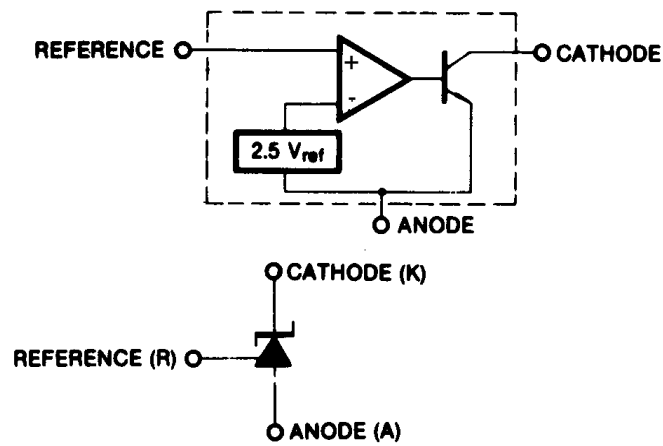 REFERENCE
CATHODE
+
-
2.5 Vref
ANODE
CATHODE (K)
REFERENCE (R)
ANODE (A)